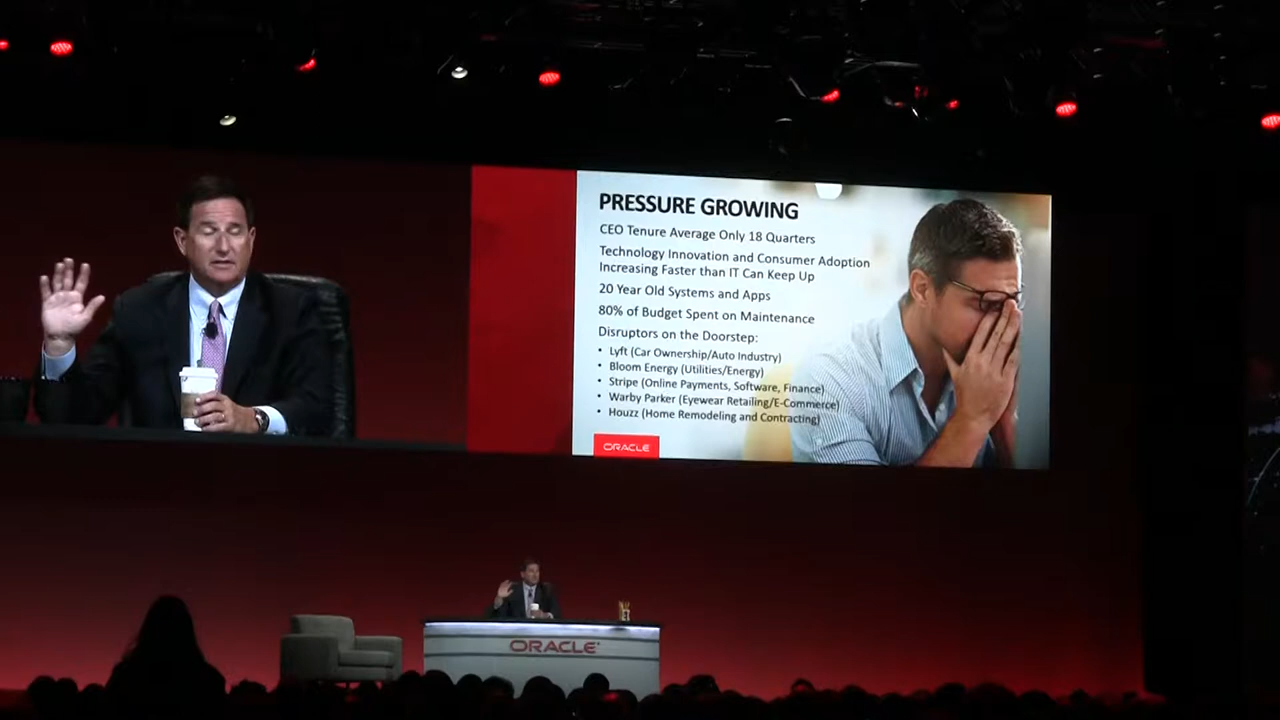 PRESSURE GROWING
CEO Tenure Average Only 18 Quarters
Technology Innovation and Consumer Adoption
Increasing Faster than IT Can Keep Up
20 Year Old Systems and Apps
80% of Budget Spent on Maintenance
Disruptors on the Doorstep:
• Lyft (Car Ownership/Auto Industry)
• Bloom Energy (Utilities/Energy)
• Stripe (Online Payments, Software, Finance)
• Warby Parker (Eyewear Retailing/E-Commerce)
• Houzz (Home Remodeling and Contracting)
ORACLE
ORACLE